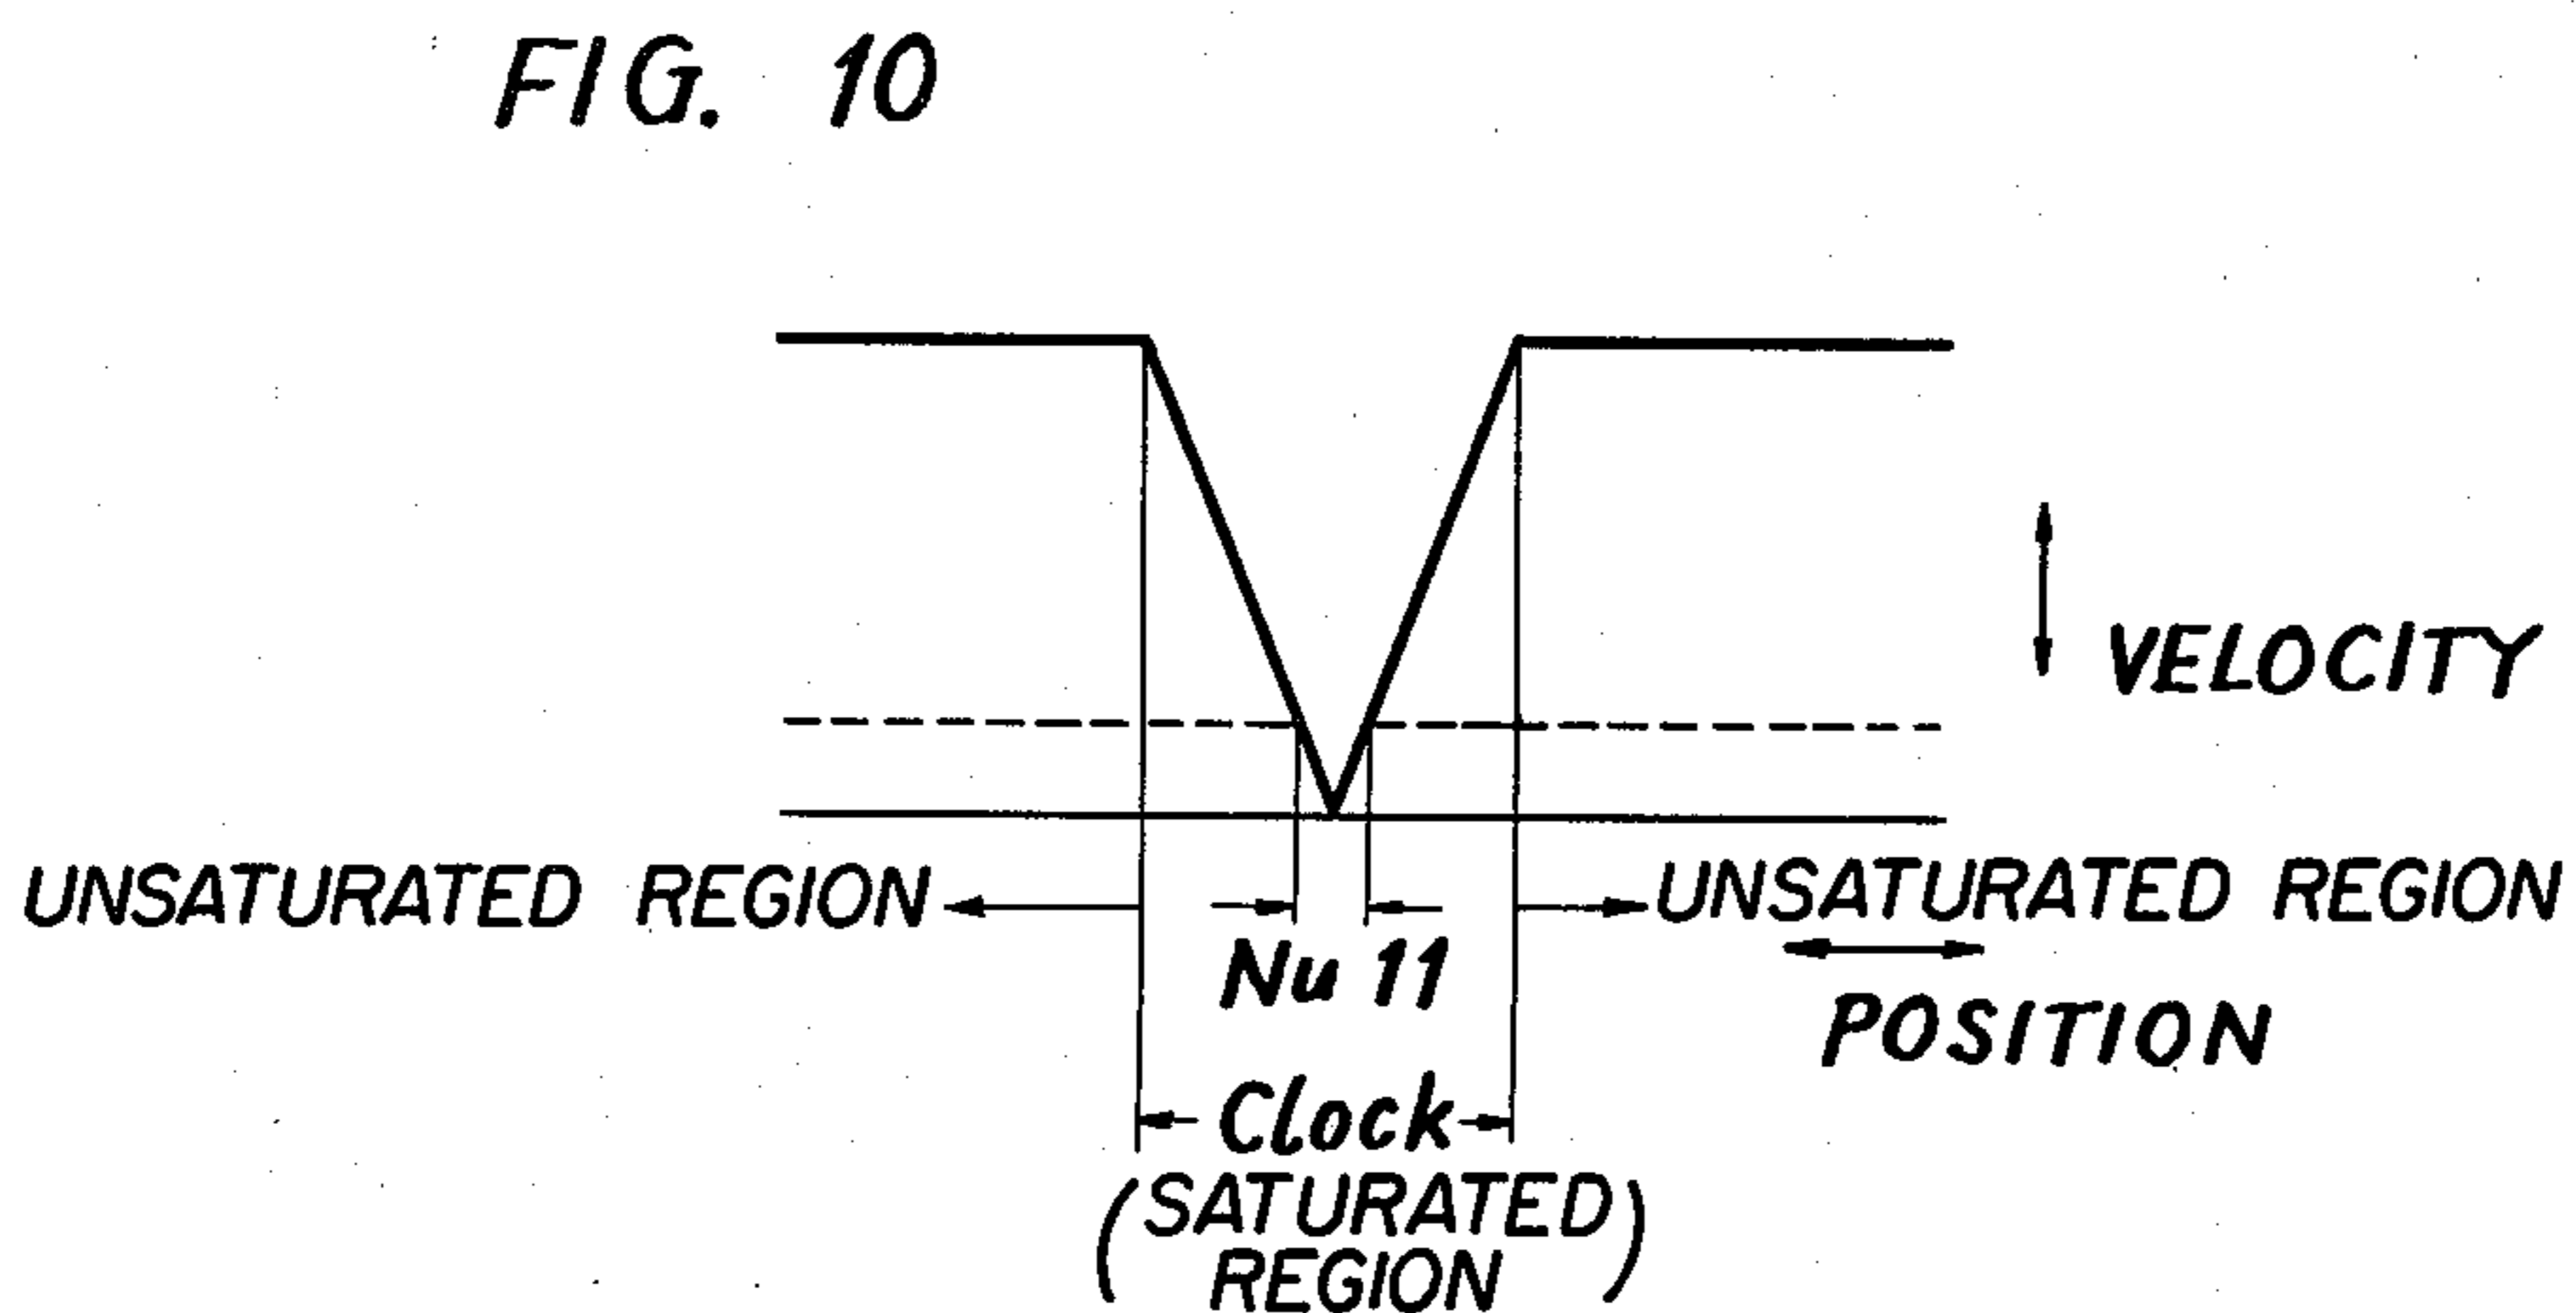 FIG. 10
VELOCITY
UNSATURATED REGION
UNSATURATED REGION
Nu 11
POSITION
Clock
(SATURATED)
REGION